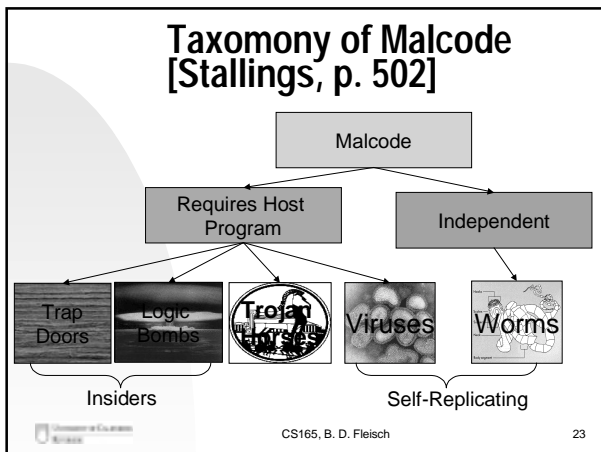 Taxomony of Malcode
[Stallings, p. 502]
Malcode
Requires Host
Program
Independent
Trap
Doors
Logic
Bombs
Trojan
Horses
Viruses
Worms
Insiders
Self-Replicating
CS165, B. D. Fleisch
23